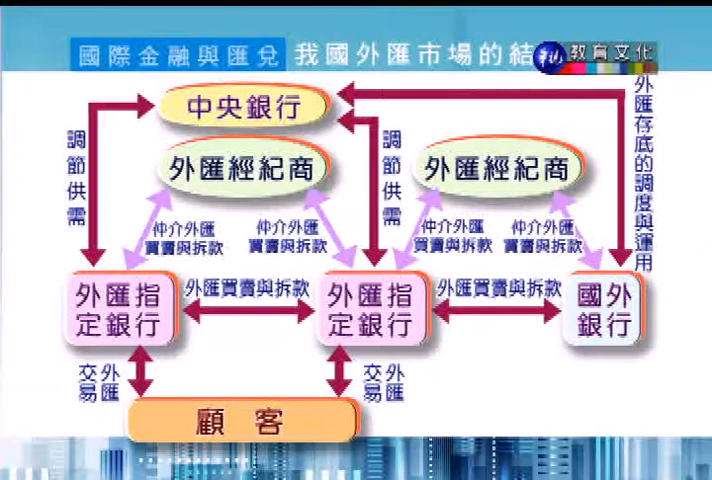 國際金融與匯兌
我國外匯市場的結
教育文化
中央銀行
調節供需
外匯經紀商
調節供需
外匯經紀商
外匯存底的調度與運用
仲介外匯
買賣與拆款
仲介外匯
買賣與拆款
仲介外匯
買賣與拆款
仲介外匯
買賣與拆款
外匯指
定銀行
外匯買賣與拆款
外匯指
定銀行
外匯買賣與拆款
國外
銀行
外匯
交易
外匯
交易
顧客